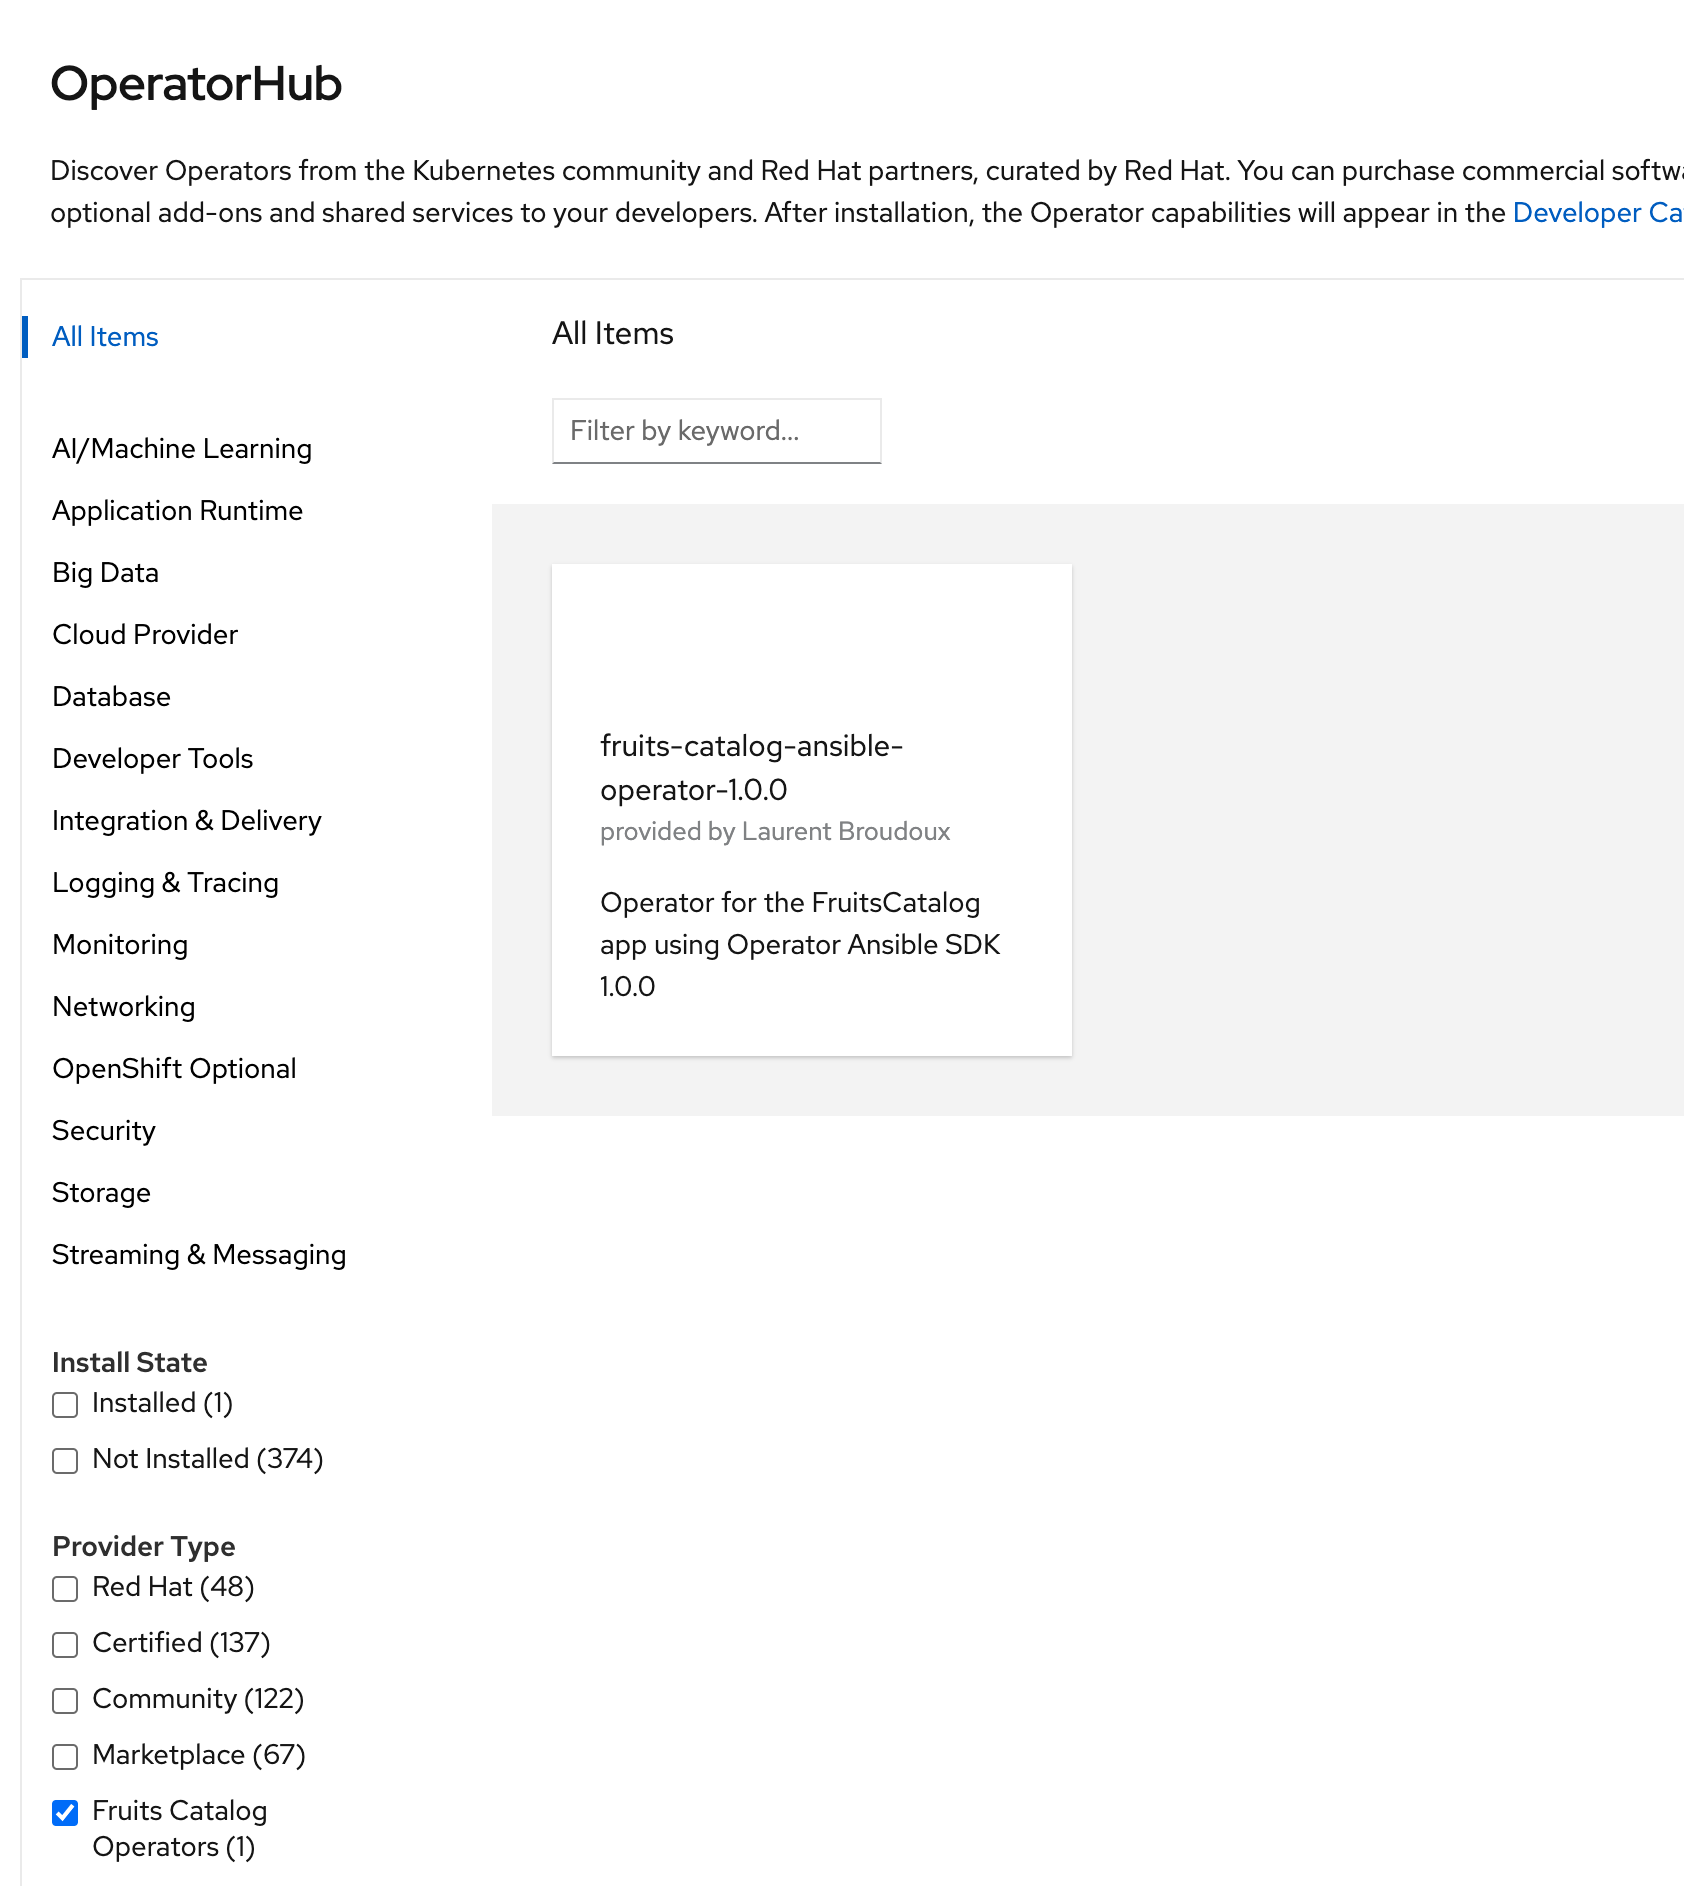 OperatorHub
Discover Operators from the Kubernetes community and Red Hat partners, curated by Red Hat. You can purchase commercial
optional add-ons and shared services to your developers. After installation, the Operator capabilities will appear in the Developer
All Items
AI/Machine Learning
Application Runtime
Big Data
Cloud Provider
Database
Developer Tools
Integration & Delivery
Logging & Tracing
Monitoring
Networking
OpenShift Optional
Security
Storage
Streaming & Messaging
Install State
Installed (1)
Not Installed (374)
Provider Type
Red Hat (48)
Certified (137)
Community (122)
Marketplace (67)
Fruits Catalog
Operators (1)
All Items
Filter by keyword...
fruits-catalog-ansible-
operator-1.0.0
provided by Laurent Broudoux
Operator for the FruitsCatalog
app using Operator Ansible SDK
1.0.0